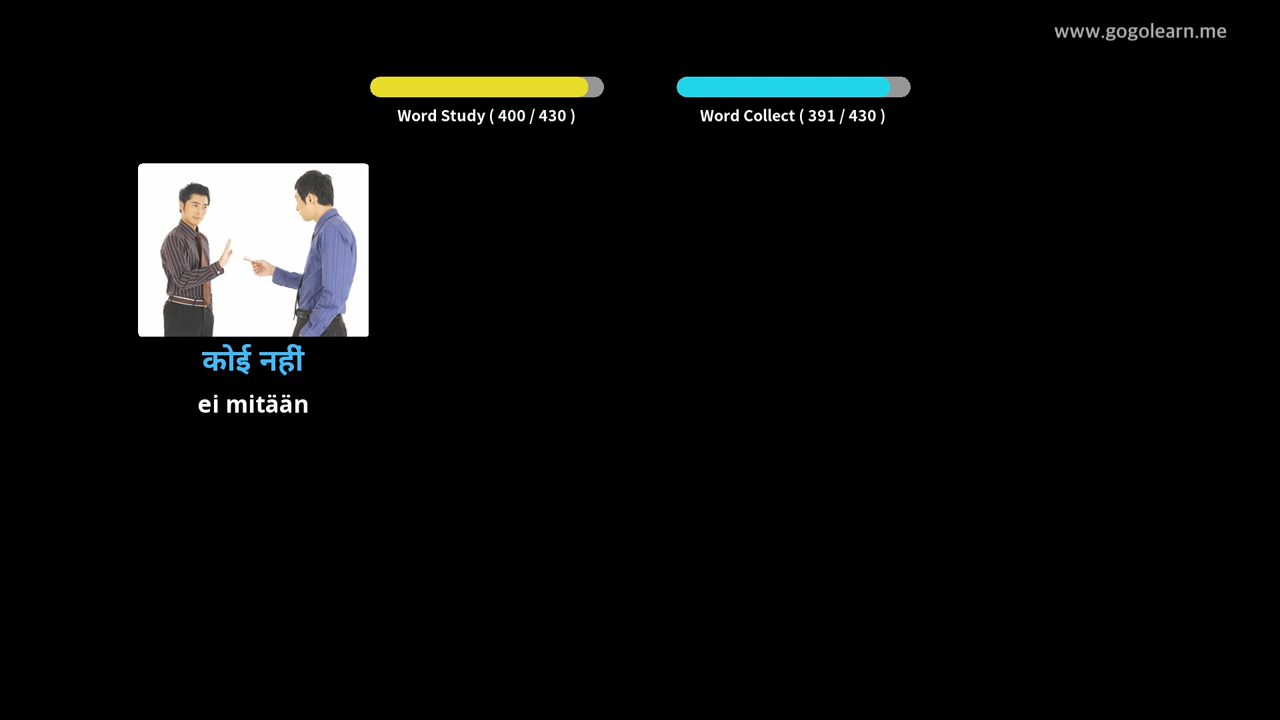 www.gogolearn.me
Word Study ( 400 / 430 )
Word Collect ( 391 / 430 )
कोई नहीं
ei mitään